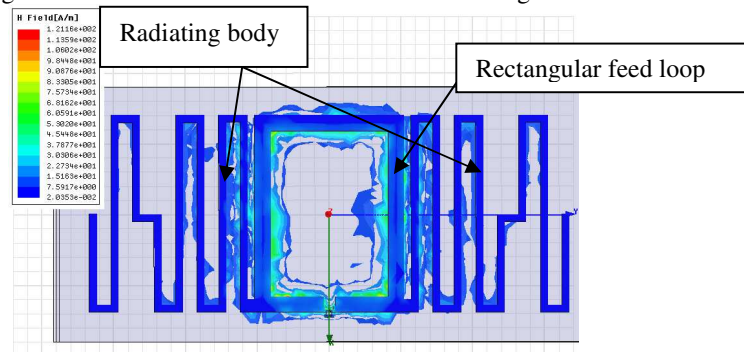 H Field[A/m]
1.2116e+002
1.1359e+002
1.0602e+002
9.8448e+001
9.0876e+001
8.3305e+001
7.5734e+001
6.8162e+001
6.0591e+001
5.3020e+001
4.5448e+001
3.7877e+001
3.0306e+001
2.2734e+001
1.5163e+001
7.5917e+000
2.0353e-002
Radiating body
Rectangular feed loop